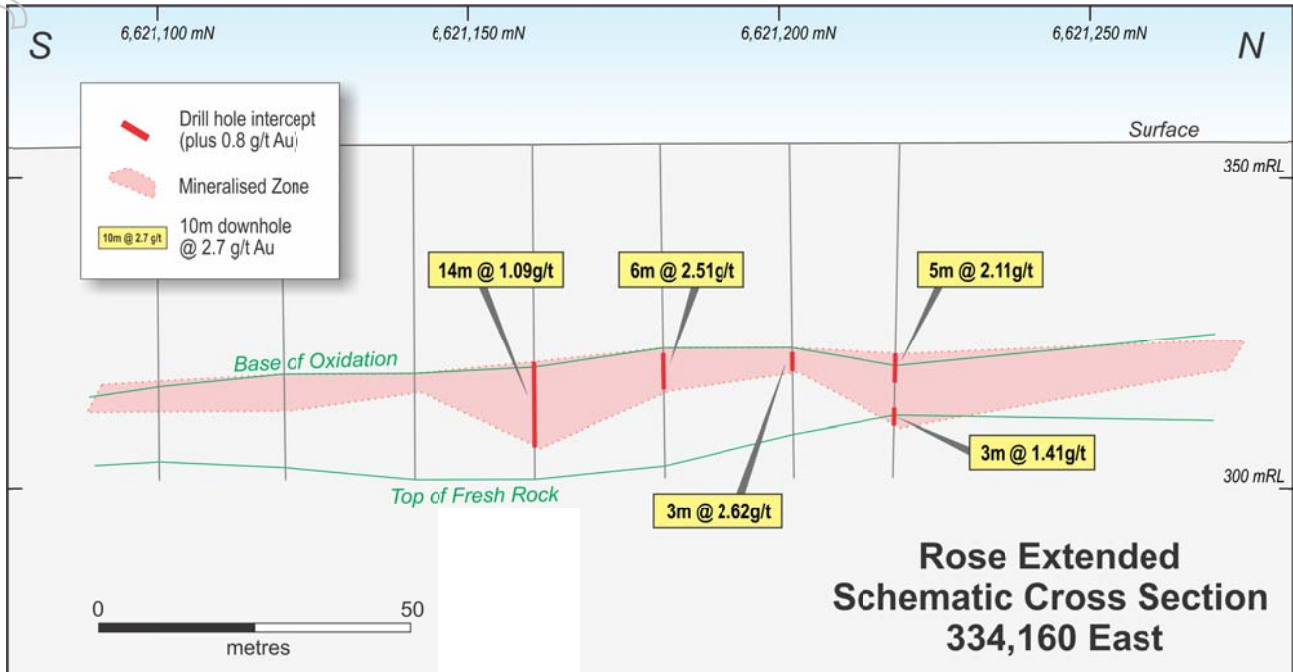 6,621,100 mN
6,621,150 mN
6,621,200 mN
6,621,250 mN
S
N
Drill hole intercept
(plus 0.8 g/t Au)
Mineralised Zone
10m @ 2.7 g/t
10m downhole
@ 2.7 g/t Au
Surface
350 mRL
14m @ 1.09g/t
6m @ 2.51g/t
5m @ 2.11g/t
Base of Oxidation
3m @ 1.41g/t
300 mRL
Top of Fresh Rock
3m @ 2.62g/t
Rose Extended
Schematic Cross Section
334,160 East
0
50
metres